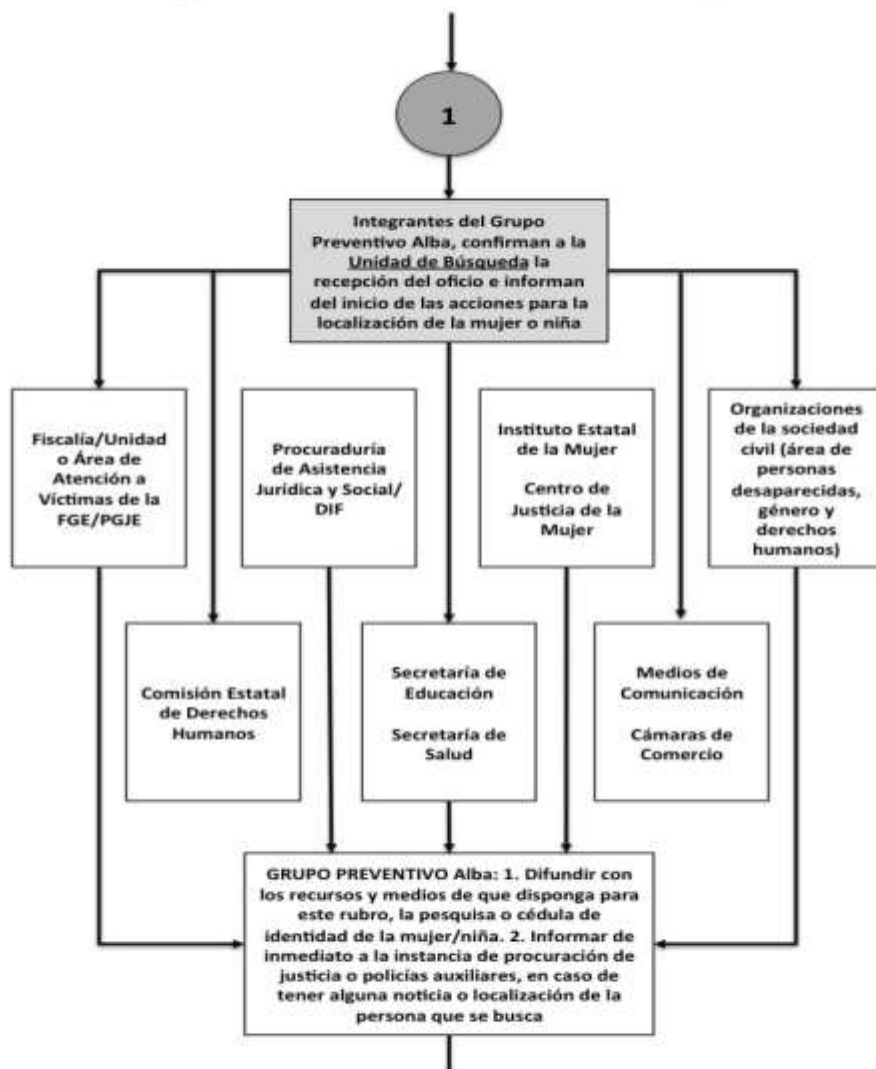 1
Integrantes del Grupo
Preventivo Alba, confirman a la
Unidad de Búsqueda la
recepción del oficio e informan
del inicio de las acciones para la
localización de la mujer o niña
Fiscalía/Unidad
o Área de
Atención a
Víctimas de la
FGE/PGJE
Procuraduría
de Asistencia
Jurídica y Social/
DIF
Instituto Estatal
de la Mujer
Centro de
Justicia de la
Mujer
Organizaciones
de la sociedad
civil (área de
personas
desaparecidas,
género y
derechos
humanos)
Comisión Estatal
de Derechos
Humanos
Secretaría de
Educación
Secretaría de
Salud
Medios de
Comunicación
Cámaras de
Comercio
GRUPO PREVENTIVO Alba: 1. Difundir con
los recursos y medios de que disponga para
este rubro, la pesquisa o cédula de
identidad de la mujer/niña. 2. Informar de
inmediato a la instancia de procuración de
justicia o policías auxiliares, en caso de
tener alguna noticia o localización de la
persona que se busca